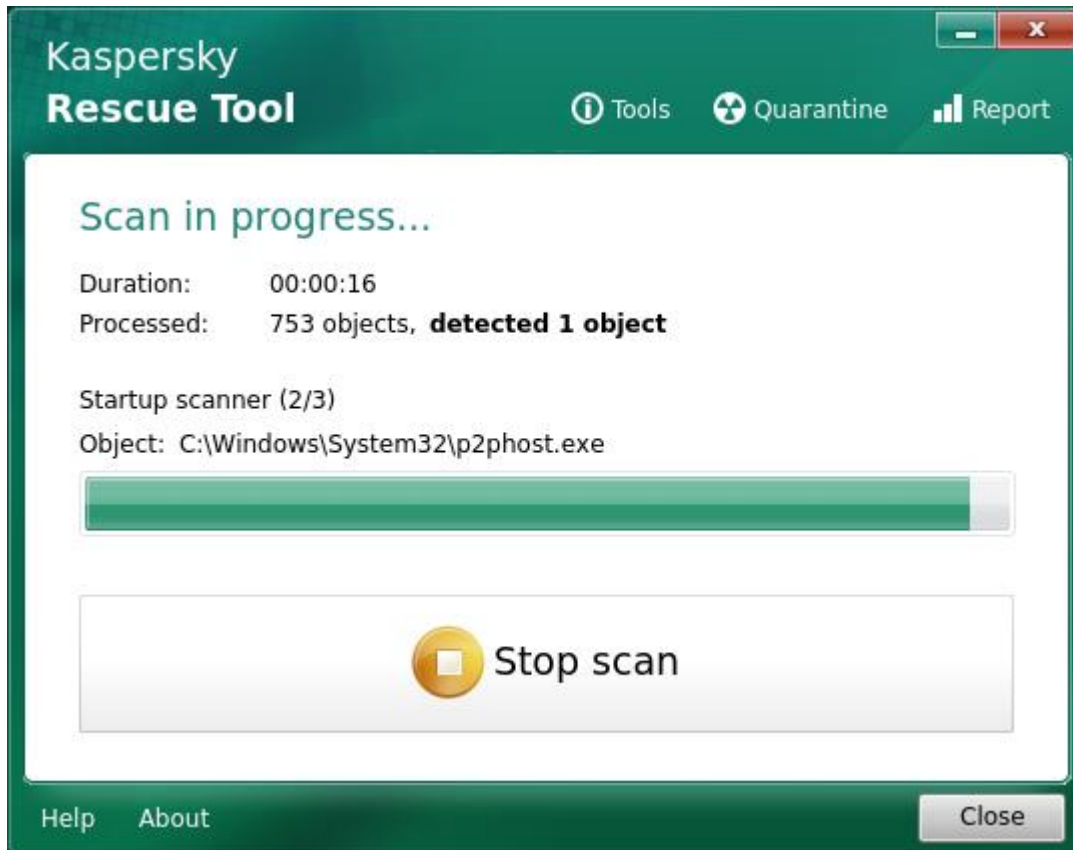 Kaspersky
Rescue Tool
Tools Quarantine Report
Scan in progress...
Duration: 00:00:16
Processed: 753 objects, detected 1 object
Startup scanner (2/3)
Object: C:\Windows\System32\p2phost.exe
Stop scan
Help About Close